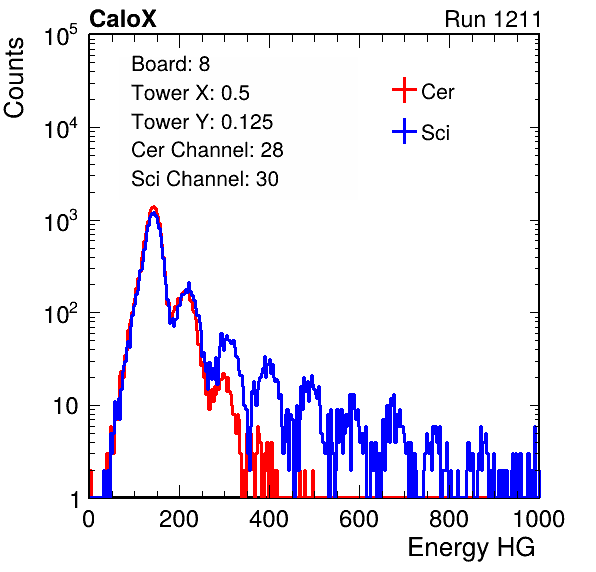 CaloX Run 1211
Counts
10^5
10^4
10^3
10^2
10
1
Board: 8
Tower X: 0.5
Tower Y: 0.125
Cer Channel: 28
Sci Channel: 30
Cer
Sci
0 200 400 600 800 1000
Energy HG